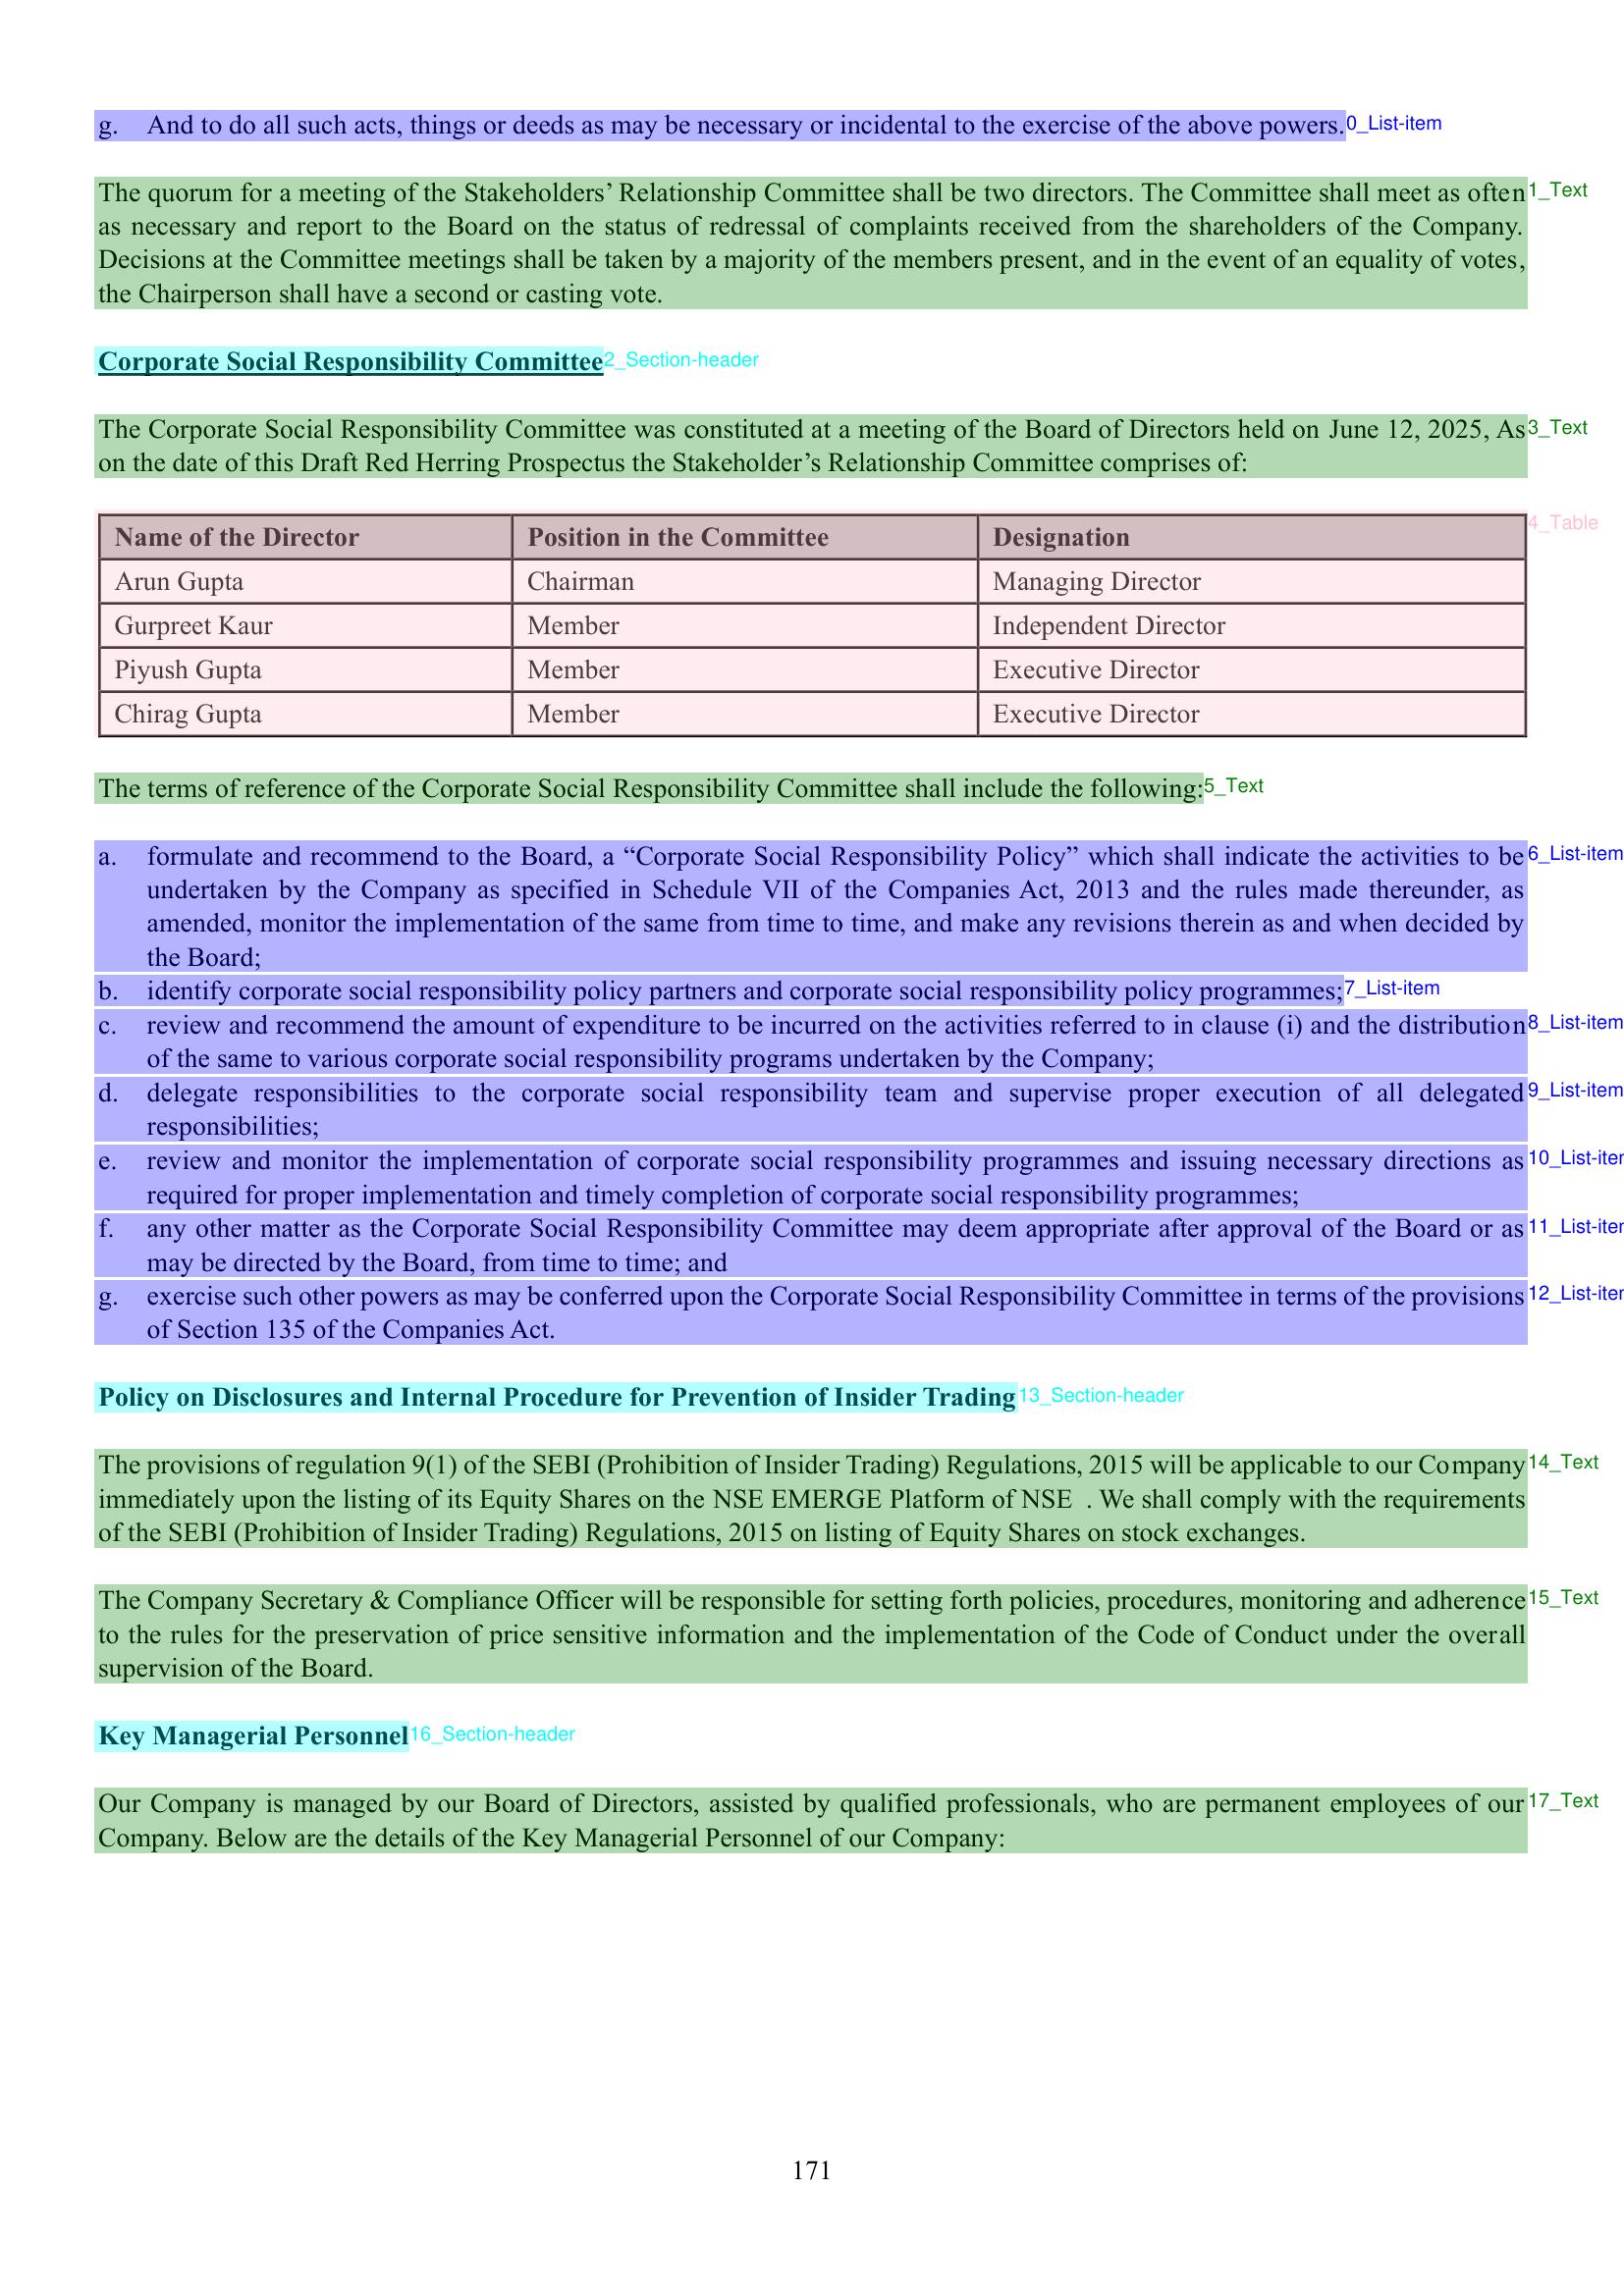 g. And to do all such acts, things or deeds as may be necessary or incidental to the exercise of the above powers. 0_List-item
The quorum for a meeting of the Stakeholders’ Relationship Committee shall be two directors. The Committee shall meet as often 1_Text
as necessary and report to the Board on the status of redressal of complaints received from the shareholders of the Company.
Decisions at the Committee meetings shall be taken by a majority of the members present, and in the event of an equality of votes,
the Chairperson shall have a second or casting vote.
Corporate Social Responsibility Committee 2_Section-header
The Corporate Social Responsibility Committee was constituted at a meeting of the Board of Directors held on June 12, 2025, As 3_Text
on the date of this Draft Red Herring Prospectus the Stakeholder’s Relationship Committee comprises of:
4_Table
Name of the Director Position in the Committee Designation
Arun Gupta Chairman Managing Director
Gurpreet Kaur Member Independent Director
Piyush Gupta Member Executive Director
Chirag Gupta Member Executive Director
The terms of reference of the Corporate Social Responsibility Committee shall include the following: 5_Text
a. formulate and recommend to the Board, a “Corporate Social Responsibility Policy” which shall indicate the activities to be 6_List-item
undertaken by the Company as specified in Schedule VII of the Companies Act, 2013 and the rules made thereunder, as
amended, monitor the implementation of the same from time to time, and make any revisions therein as and when decided by
the Board;
b. identify corporate social responsibility policy partners and corporate social responsibility policy programmes; 7_List-item
c. review and recommend the amount of expenditure to be incurred on the activities referred to in clause (i) and the distribution 8_List-item
of the same to various corporate social responsibility programs undertaken by the Company;
d. delegate responsibilities to the corporate social responsibility team and supervise proper execution of all delegated 9_List-item
responsibilities;
e. review and monitor the implementation of corporate social responsibility programmes and issuing necessary directions as 10_List-iter
required for proper implementation and timely completion of corporate social responsibility programmes;
f. any other matter as the Corporate Social Responsibility Committee may deem appropriate after approval of the Board or as 11_List-iter
may be directed by the Board, from time to time; and
g. exercise such other powers as may be conferred upon the Corporate Social Responsibility Committee in terms of the provisions 12_List-iter
of Section 135 of the Companies Act.
Policy on Disclosures and Internal Procedure for Prevention of Insider Trading 13_Section-header
The provisions of regulation 9(1) of the SEBI (Prohibition of Insider Trading) Regulations, 2015 will be applicable to our Company 14_Text
immediately upon the listing of its Equity Shares on the NSE EMERGE Platform of NSE . We shall comply with the requirements
of the SEBI (Prohibition of Insider Trading) Regulations, 2015 on listing of Equity Shares on stock exchanges.
The Company Secretary & Compliance Officer will be responsible for setting forth policies, procedures, monitoring and adherence 15_Text
to the rules for the preservation of price sensitive information and the implementation of the Code of Conduct under the overall
supervision of the Board.
Key Managerial Personnel 16_Section-header
Our Company is managed by our Board of Directors, assisted by qualified professionals, who are permanent employees of our 17_Text
Company. Below are the details of the Key Managerial Personnel of our Company:
171